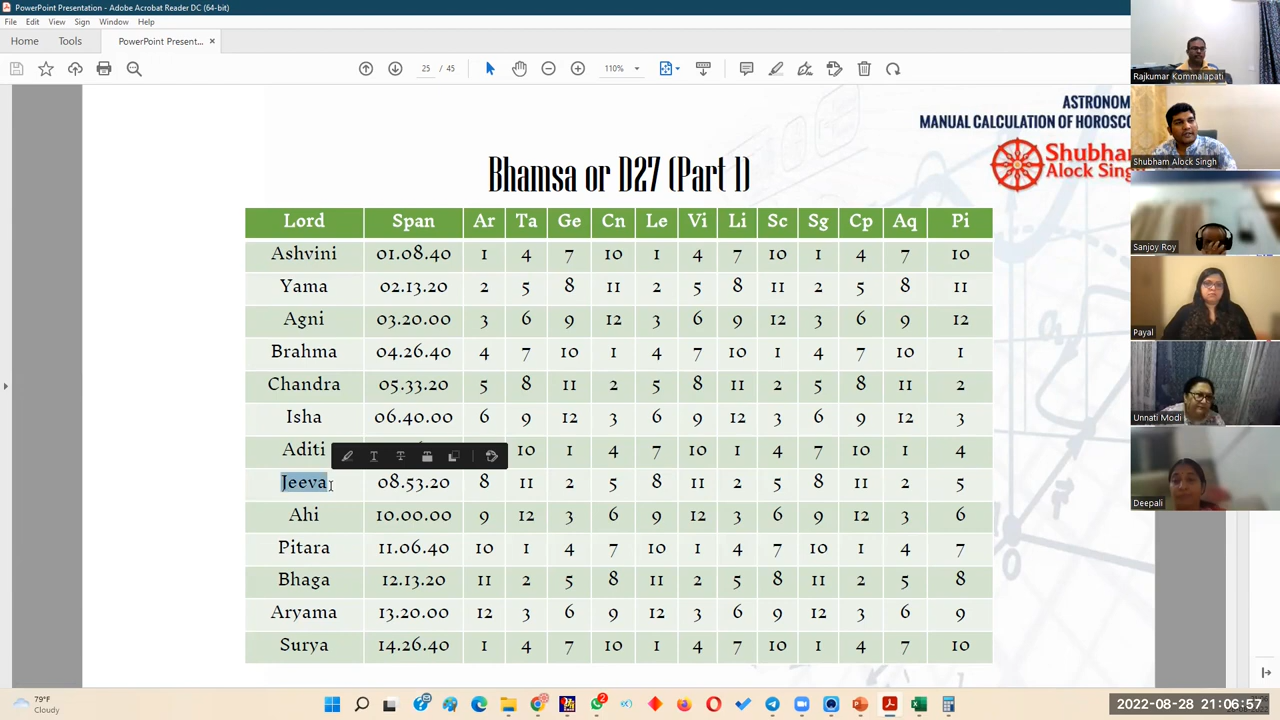 PowerPoint Presentation - Adobe Acrobat Reader DC (64-bit)
File Edit View Sign Window Help
Home Tools PowerPoint Present... ×
25 / 45 110%
ASTRONOM
MANUAL CALCULATION OF HOROSC
Shubham
Alock Sing
Bhamsa or D27 (Part 1)
Lord Span Ar Ta Ge Cn Le Vi Li Sc Sg Cp Aq Pi
Ashvini 01.08.40 1 4 7 10 1 4 7 10 1 4 7 10
Yama 02.13.20 2 5 8 11 2 5 8 11 2 5 8 11
Agni 03.20.00 3 6 9 12 3 6 9 12 3 6 9 12
Brahma 04.26.40 4 7 10 1 4 7 10 1 4 7 10 1
Chandra 05.33.20 5 8 11 2 5 8 11 2 5 8 11 2
Isha 06.40.00 6 9 12 3 6 9 12 3 6 9 12 3
Aditi 10 1 4 7 10 1 4 7 10 1 4
Jeeva 08.53.20 8 11 2 5 8 11 2 5 8 11 2 5
Ahi 10.00.00 9 12 3 6 9 12 3 6 9 12 3 6
Pitara 11.06.40 10 1 4 7 10 1 4 7 10 1 4 7
Bhaga 12.13.20 11 2 5 8 11 2 5 8 11 2 5 8
Aryama 13.20.00 12 3 6 9 12 3 6 9 12 3 6 9
Surya 14.26.40 1 4 7 10 1 4 7 10 1 4 7 10
Rajkumar Kommalapati
Shubham Alock Singh
Sanjoy Roy
Payal
Unnati Modi
Deepali
79°F
Cloudy
2022-08-28 21:06:57